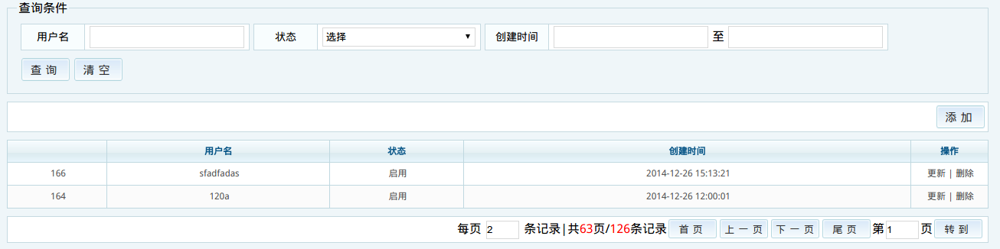 查询条件
用户名 状态 选择 创建时间 至
查 询 清 空
添 加
用户名 状态 创建时间 操作
166 sfadfadas 启用 2014-12-26 15:13:21 更新 | 删除
164 120a 启用 2014-12-26 12:00:01 更新 | 删除
每页 2 条记录|共63页/126条记录 首 页 上 一 页 下 一 页 尾 页 第 1 页 转 到